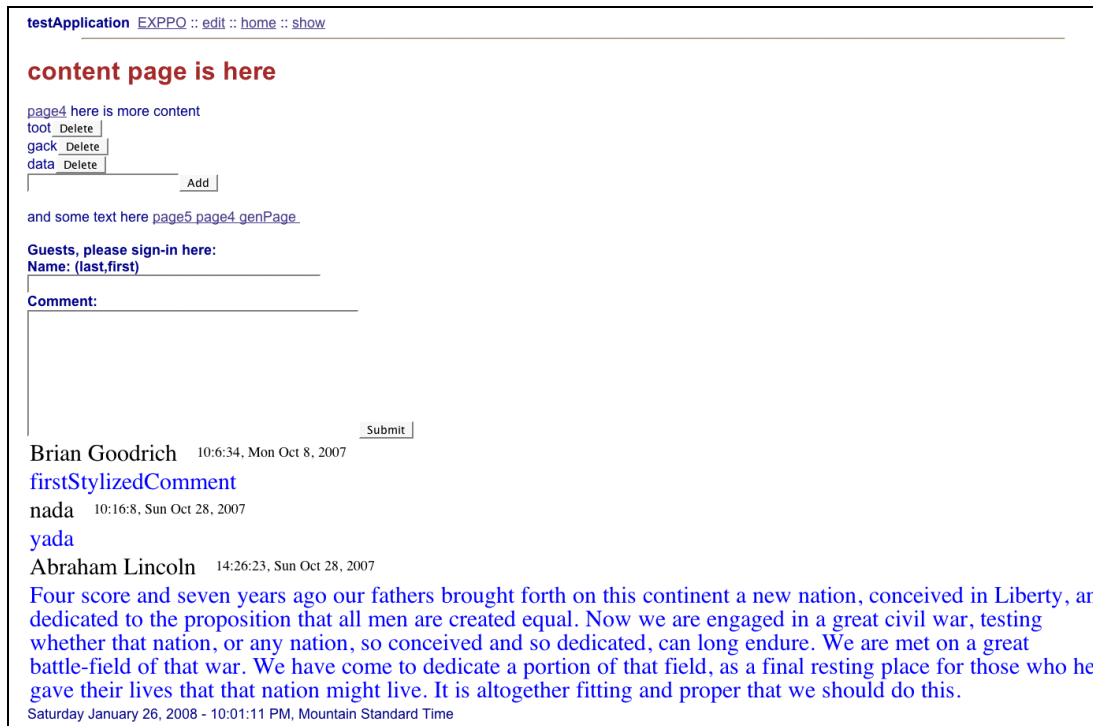 testApplication EXPPO :: edit :: home :: show
content page is here
page4 here is more content
toot Delete
gack Delete
data Delete
Add
and some text here page5 page4 genPage
Guests, please sign-in here:
Name: (last,first)
Comment:
Submit
Brian Goodrich 10:6:34, Mon Oct 8, 2007
firstStylizedComment
nada 10:16:8, Sun Oct 28, 2007
yada
Abraham Lincoln 14:26:23, Sun Oct 28, 2007
Four score and seven years ago our fathers brought forth on this continent a new nation, conceived in Liberty,
dedicated to the proposition that all men are created equal. Now we are engaged in a great civil war, testing
whether that nation, or any nation, so conceived and so dedicated, can long endure. We are met on a great
battle-field of that war. We have come to dedicate a portion of that field, as a final resting place for those who
gave their lives that that nation might live. It is altogether fitting and proper that we should do this.
Saturday January 26, 2008 - 10:01:11 PM, Mountain Standard Time